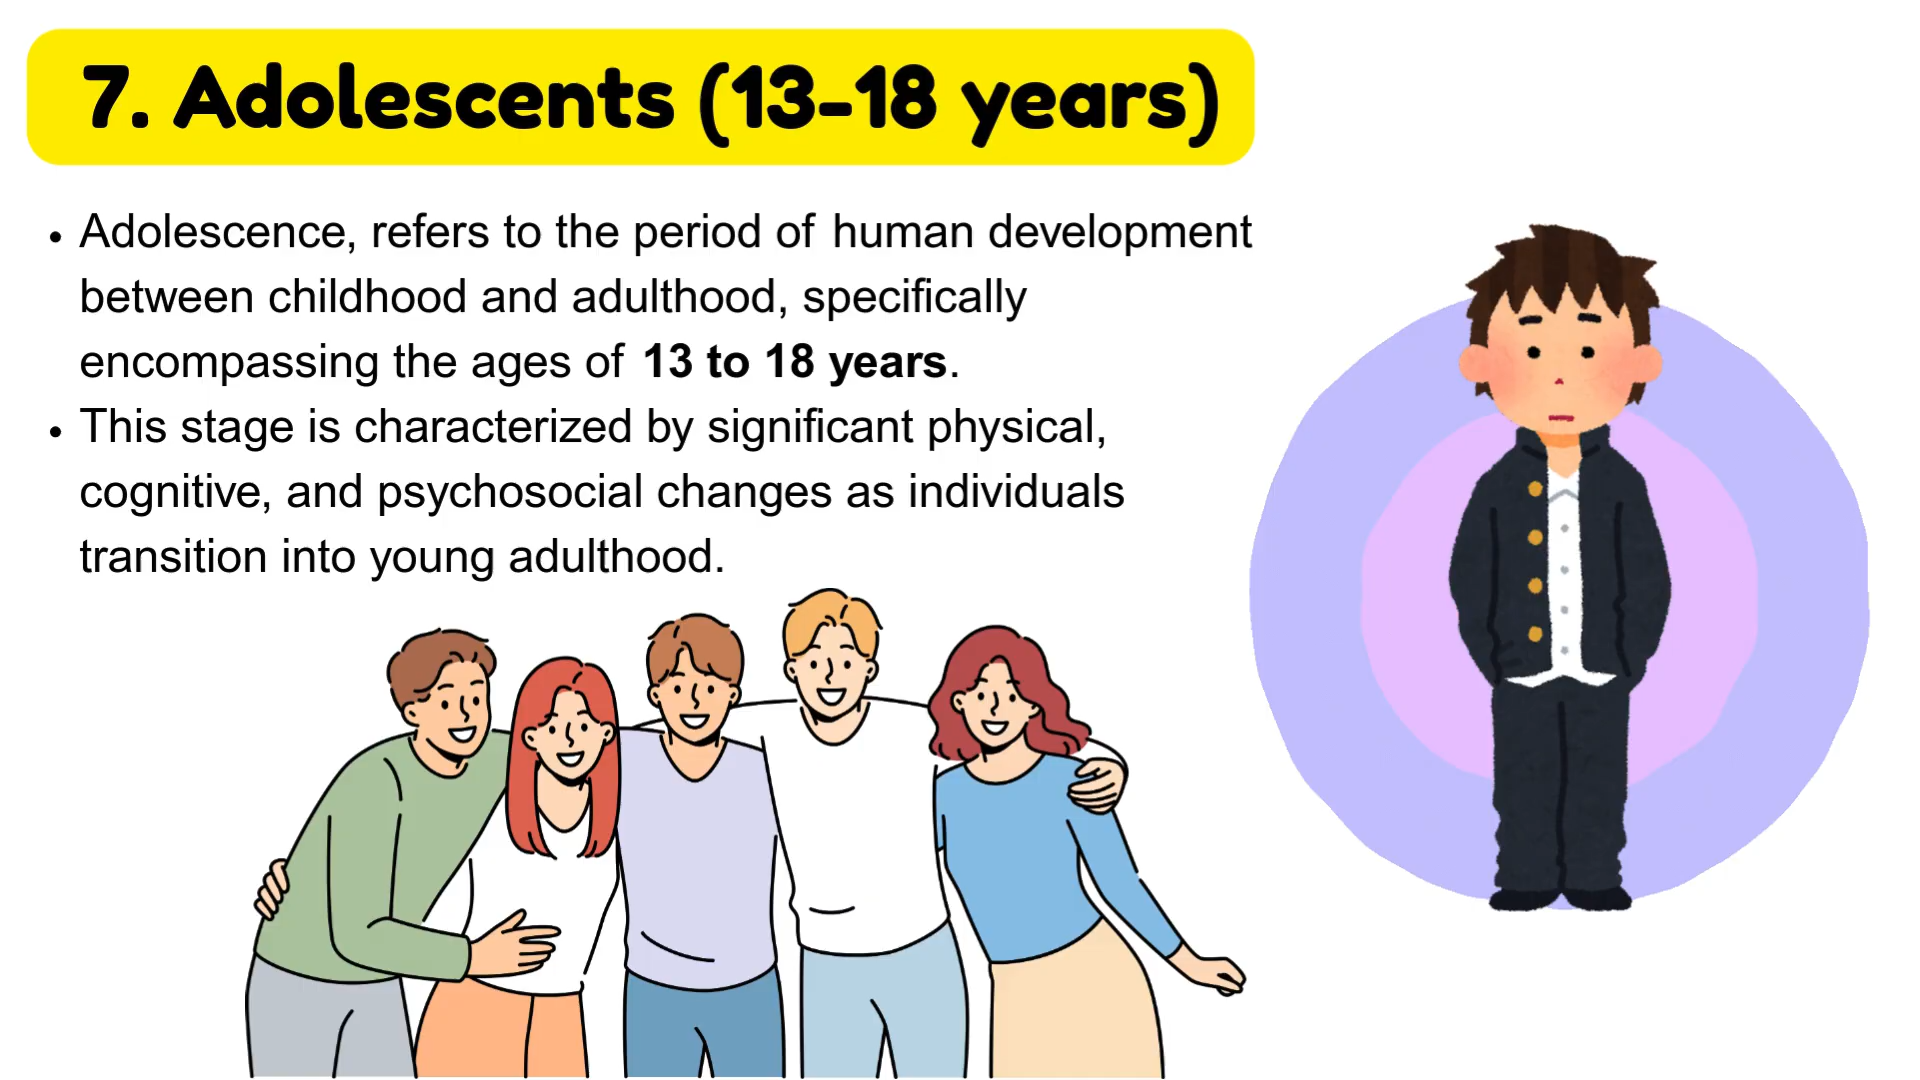 7. Adolescents (13-18 years)
• Adolescence, refers to the period of human development
between childhood and adulthood, specifically
encompassing the ages of 13 to 18 years.
• This stage is characterized by significant physical,
cognitive, and psychosocial changes as individuals
transition into young adulthood.